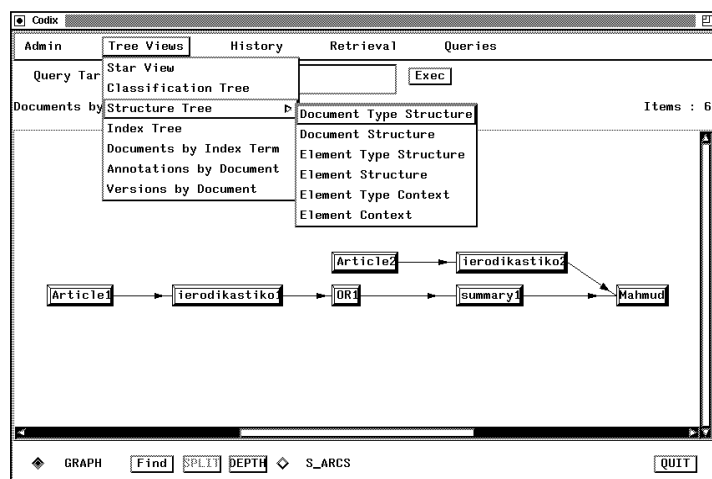 Codix
Admin Tree Views History Retrieval Queries
Query Tar Exec
Star View
Classification Tree
Documents by Structure Tree Items : 6
Document Type Structure
Index Tree
Document Structure
Documents by Index Term
Element Type Structure
Annotations by Document
Element Structure
Versions by Document
Element Type Context
Element Context
Article2 ierodikastiko2
Article1 ierodikastiko1 OR1 summary1 Mahmud
GRAPH Find SPLIT DEPTH S_ARCS QUIT